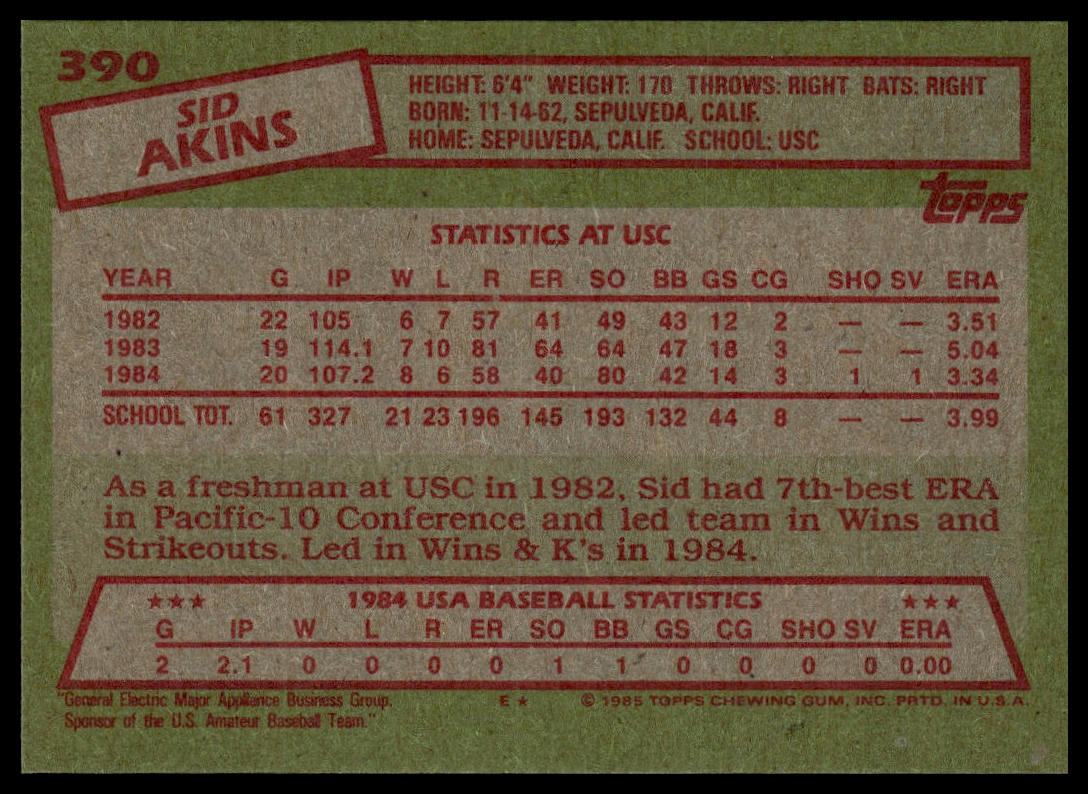 390
SID
AKINS
HEIGHT: 6'4" WEIGHT: 170 THROWS: RIGHT BATS: RIGHT
BORN: 11-14-62, SEPULVEDA, CALIF.
HOME: SEPULVEDA, CALIF. SCHOOL: USC
topps
STATISTICS AT USC
YEAR G IP W L R ER SO BB GS CG SHO SV ERA
1982 22 105 6 7 57 41 49 43 12 2 — — 3.51
1983 19 114.1 7 10 81 64 64 47 18 3 — — 5.04
1984 20 107.2 8 6 58 40 80 42 14 3 1 1 3.34
SCHOOL TOT. 61 327 21 23 196 145 193 132 44 8 — — 3.99
As a freshman at USC in 1982, Sid had 7th-best ERA
in Pacific-10 Conference and led team in Wins and
Strikeouts. Led in Wins & K's in 1984.
★★★ 1984 USA BASEBALL STATISTICS ★★★
G IP W L R ER SO BB GS CG SHO SV ERA
2 2.1 0 0 0 0 1 1 0 0 0 0 0.00
"General Electric Major Appliance Business Group,
Sponsor of the U.S. Amateur Baseball Team."
E ★ © 1985 TOPPS CHEWING GUM, INC. PRTD. IN U.S.A.